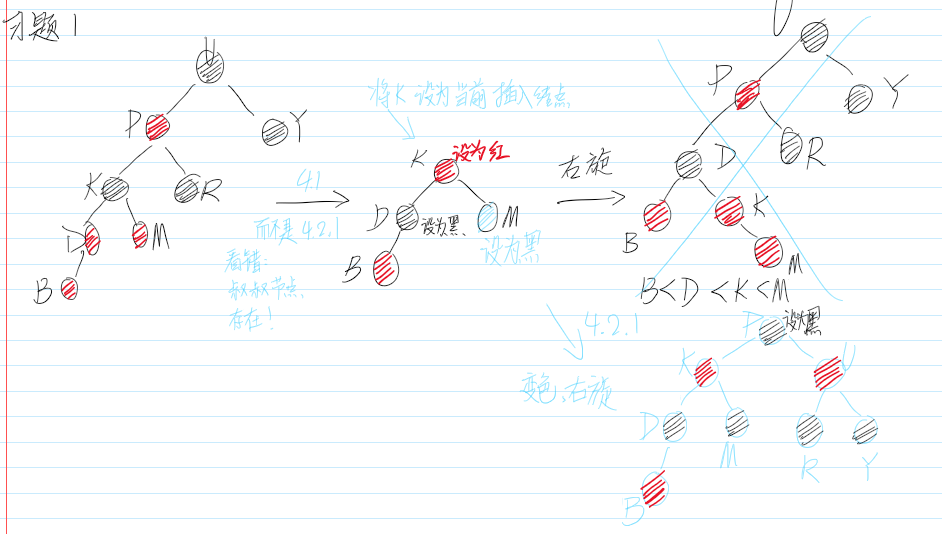 习题1
U
P
Y
K
R
D
M
B
4.1
而不是4.2.1
看错:
叔叔节点,
存在!
将K设为当前插入结点
K 设为红
D 设为黑
M
设为黑
B
右旋
U
P
Y
R
D
K
B
M
B<D<K<M
4.2.1
变色、右旋
P 设为黑
K
U
D
M
R
Y
B